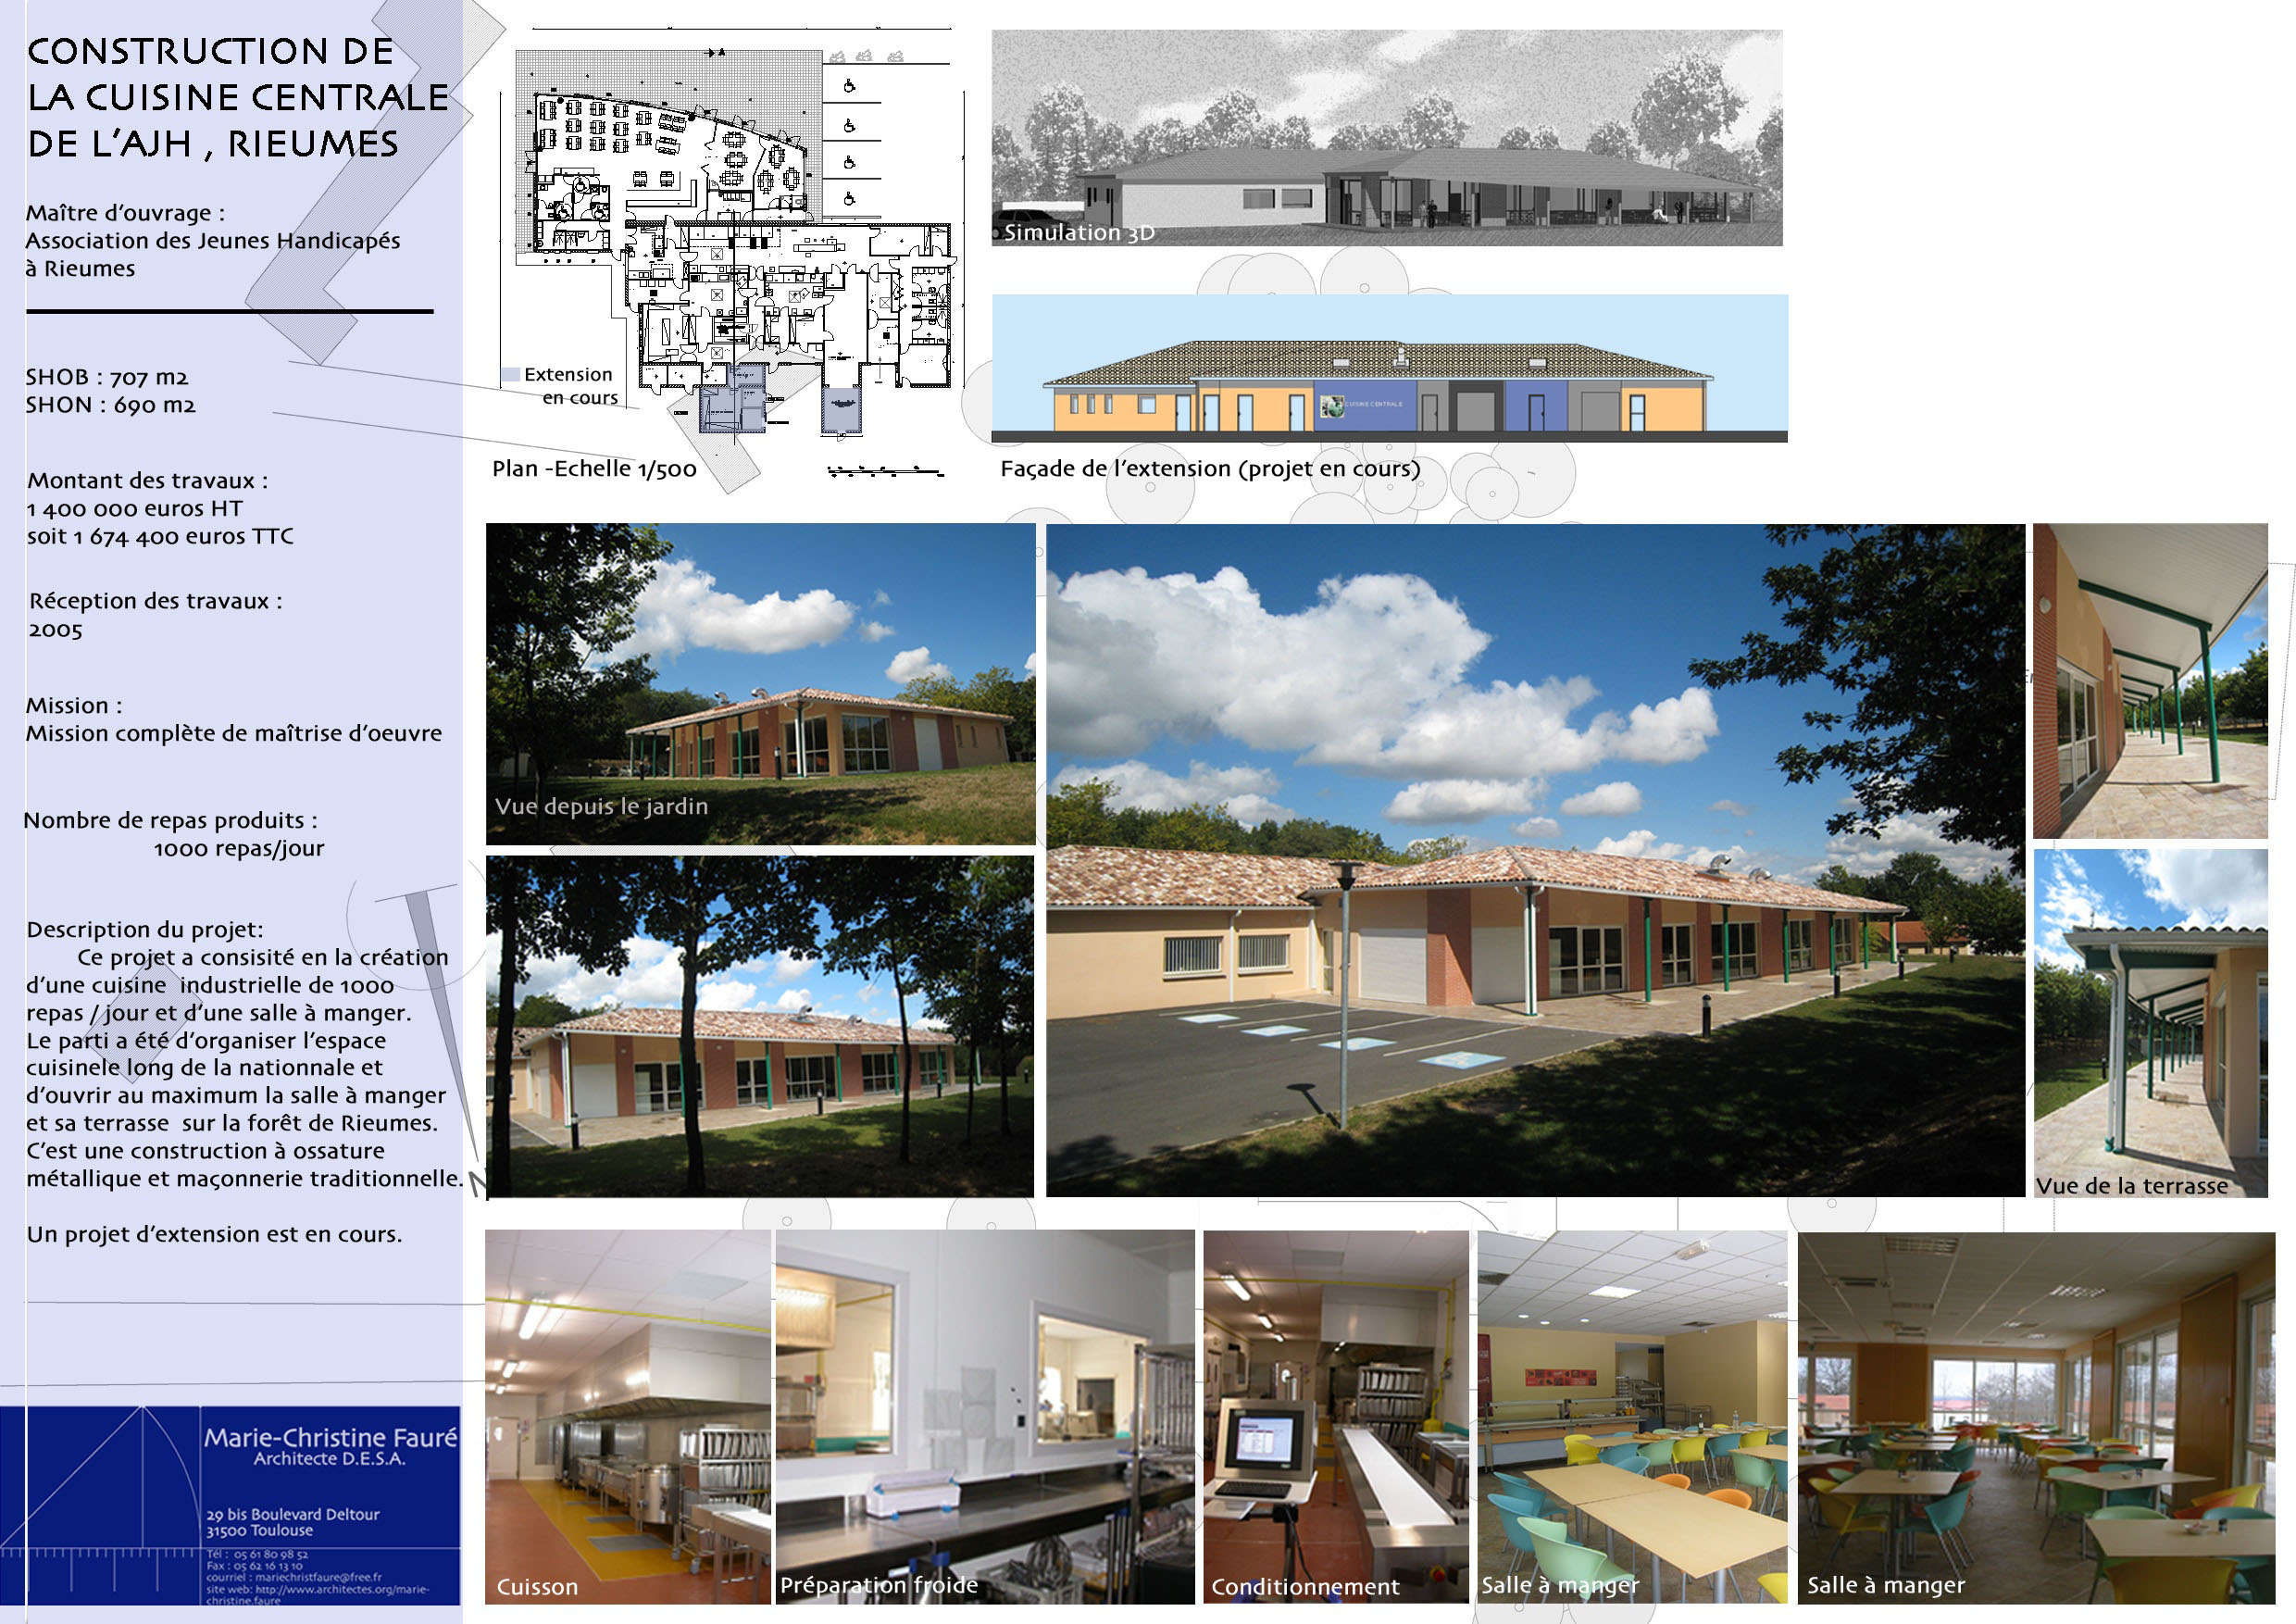 CONSTRUCTION DE
LA CUISINE CENTRALE
DE L'AJH , RIEUMES
Maître d'ouvrage :
Association des Jeunes Handicapés
à Rieumes
SHOB : 707 m2
SHON : 690 m2
Montant des travaux :
1 400 000 euros HT
soit 1 674 400 euros TTC
Réception des travaux :
2005
Mission :
Mission complète de maîtrise d'oeuvre
Nombre de repas produits :
1000 repas/jour
Description du projet:
Ce projet a consisité en la création
d'une cuisine industrielle de 1000
repas / jour et d'une salle à manger.
Le parti a été d'organiser l'espace
cuisinele long de la nationnale et
d'ouvrir au maximum la salle à manger
et sa terrasse sur la forêt de Rieumes.
C'est une construction à ossature
métallique et maçonnerie traditionnelle.
Un projet d'extension est en cours.
Marie-Christine Fauré
Architecte D.E.S.A.
29 bis Boulevard Deltour
31500 Toulouse
Tél : 05 61 80 98 52
Fax : 05 62 16 13 10
courriel : mariechristfaure@free.fr
site web: http://www.architectes.org/marie-
christine.faure
A
Extension
en cours
Plan -Echelle 1/500
Simulation 3D
CUISINE CENTRALE
Façade de l'extension (projet en cours)
Vue depuis le jardin
Vue de la terrasse
N
Cuisson
Préparation froide
Conditionnement
Salle à manger
Salle à manger